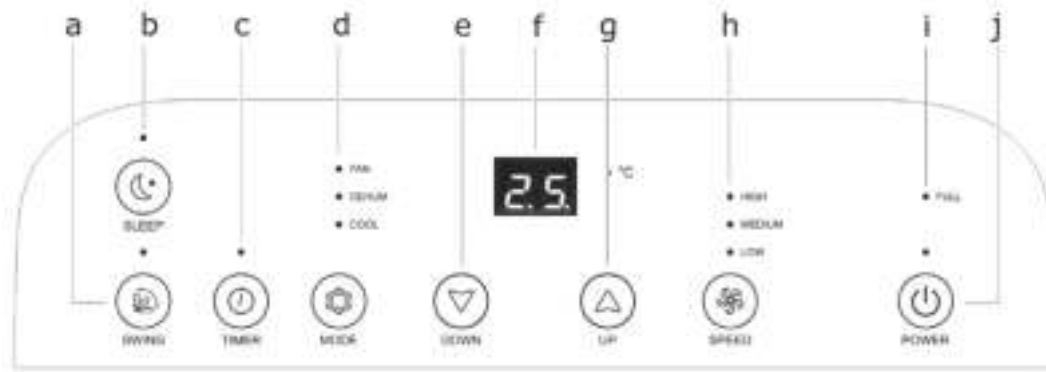 a b c d e f g h i j
FAN
DEHUM
COOL
2.5.
°C
HIGH
MEDIUM
LOW
FULL
SLEEP
SWING TIMER MODE DOWN UP SPEED POWER